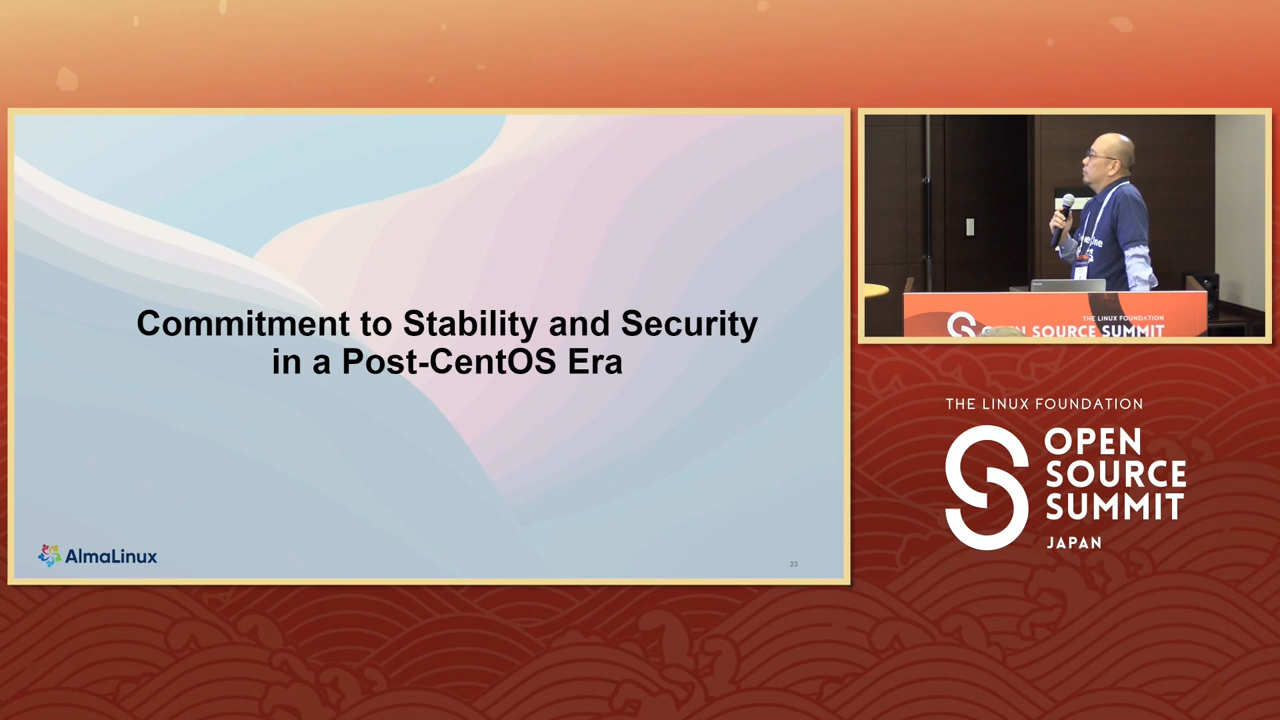 Commitment to Stability and Security
in a Post-CentOS Era
AlmaLinux
23
THE LINUX FOUNDATION
OPEN SOURCE SUMMIT
THE LINUX FOUNDATION
OPEN
SOURCE
SUMMIT
JAPAN